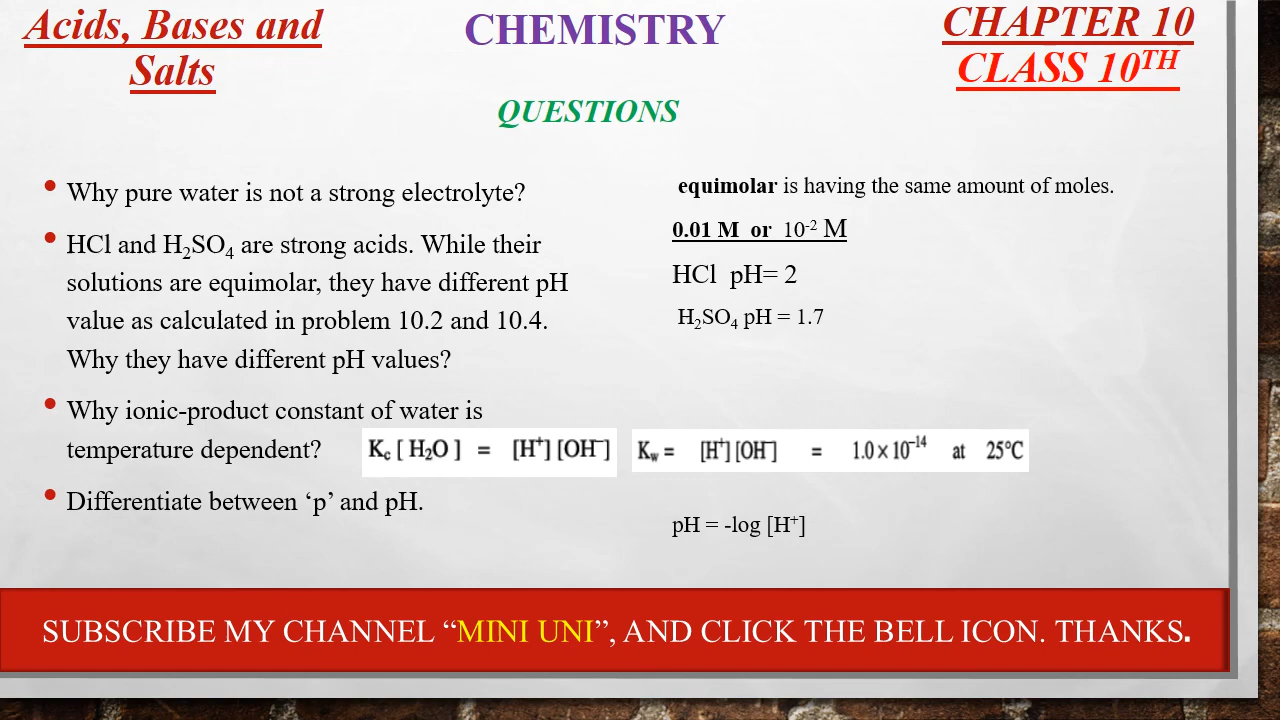 Acids, Bases and
Salts
CHEMISTRY
CHAPTER 10
CLASS 10TH
QUESTIONS
• Why pure water is not a strong electrolyte?
• HCl and H₂SO₄ are strong acids. While their
solutions are equimolar, they have different pH
value as calculated in problem 10.2 and 10.4.
Why they have different pH values?
• Why ionic-product constant of water is
temperature dependent?
Kc [ H₂O ] = [H⁺] [OH⁻]
• Differentiate between ‘p’ and pH.
equimolar is having the same amount of moles.
0.01 M or 10⁻² M
HCl pH= 2
H₂SO₄ pH = 1.7
Kw = [H⁺] [OH⁻] = 1.0 × 10⁻¹⁴ at 25°C
pH = -log [H⁺]
SUBSCRIBE MY CHANNEL “MINI UNI”, AND CLICK THE BELL ICON. THANKS.